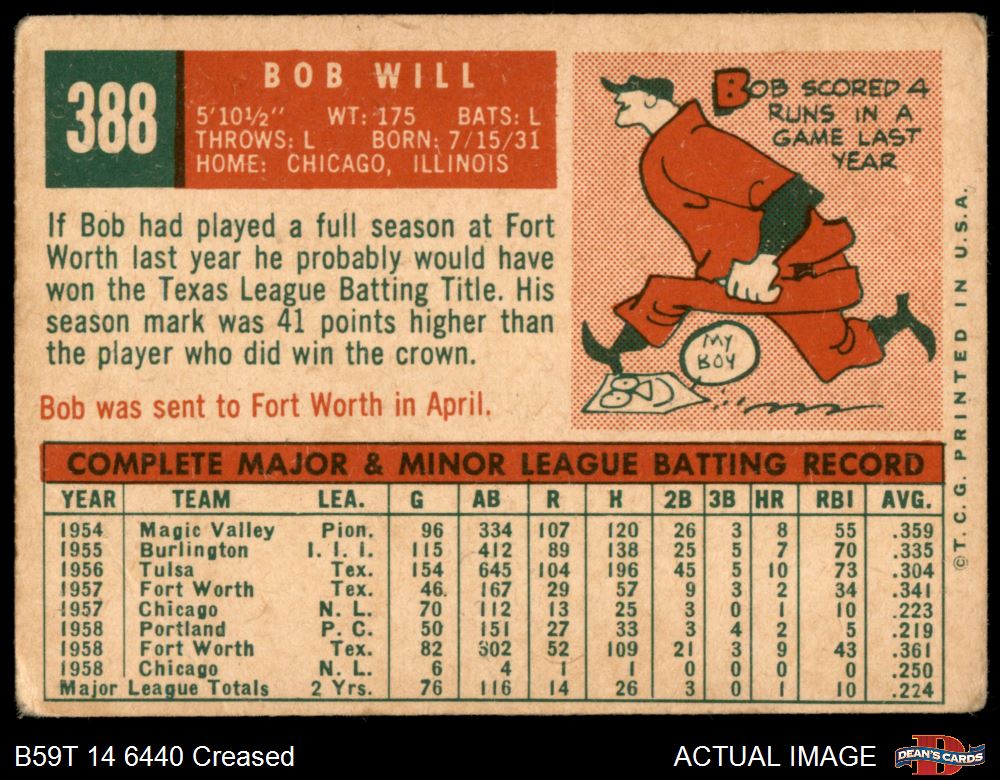 388
BOB WILL
5'10½" WT: 175 BATS: L
THROWS: L BORN: 7/15/31
HOME: CHICAGO, ILLINOIS
BOB SCORED 4
RUNS IN A
GAME LAST
YEAR
MY
BOY
If Bob had played a full season at Fort
Worth last year he probably would have
won the Texas League Batting Title. His
season mark was 41 points higher than
the player who did win the crown.
Bob was sent to Fort Worth in April.
COMPLETE MAJOR & MINOR LEAGUE BATTING RECORD
YEAR TEAM LEA. G AB R H 2B 3B HR RBI AVG.
1954 Magic Valley Pion. 96 334 107 120 26 3 8 55 .359
1955 Burlington I. I. I. 115 412 89 138 25 5 7 70 .335
1956 Tulsa Tex. 154 645 104 196 45 5 10 73 .304
1957 Fort Worth Tex. 46 167 29 57 9 3 2 34 .341
1957 Chicago N. L. 70 112 13 25 3 0 1 10 .223
1958 Portland P. C. 50 151 27 33 3 4 2 5 .219
1958 Fort Worth Tex. 82 302 52 109 21 3 9 43 .361
1958 Chicago N. L. 6 4 1 1 0 0 0 0 .250
Major League Totals 2 Yrs. 76 116 14 26 3 0 1 10 .224
© T. C. G. PRINTED IN U.S.A.
B59T 14 6440 Creased
ACTUAL IMAGE
DEAN'S CARDS